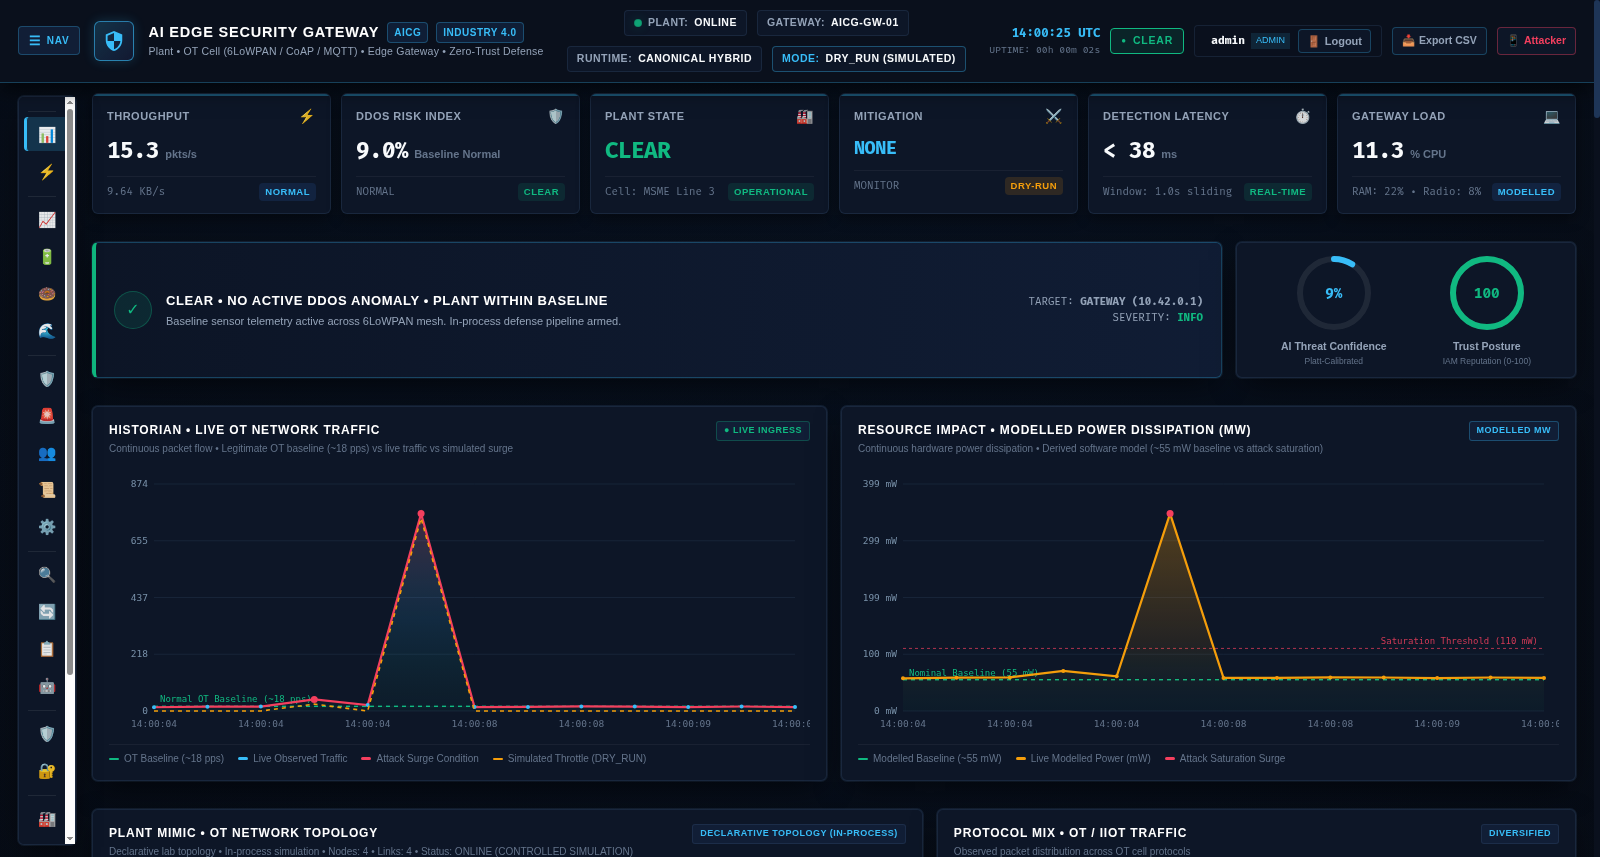 ☰ NAV
AI EDGE SECURITY GATEWAY AICG INDUSTRY 4.0
Plant • OT Cell (6LoWPAN / CoAP / MQTT) • Edge Gateway • Zero-Trust Defense
PLANT: ONLINE
GATEWAY: AICG-GW-01
RUNTIME: CANONICAL HYBRID
MODE: DRY_RUN (SIMULATED)
14:00:25 UTC
UPTIME: 00h 00m 02s
● CLEAR
admin ADMIN Logout
Export CSV
Attacker
THROUGHPUT
15.3 pkts/s
9.64 KB/s NORMAL
DDOS RISK INDEX
9.0% Baseline Normal
NORMAL CLEAR
PLANT STATE
CLEAR
Cell: MSME Line 3 OPERATIONAL
MITIGATION
NONE
MONITOR DRY-RUN
DETECTION LATENCY
< 38 ms
Window: 1.0s sliding REAL-TIME
GATEWAY LOAD
11.3 % CPU
RAM: 22% • Radio: 8% MODELLED
✓
CLEAR • NO ACTIVE DDOS ANOMALY • PLANT WITHIN BASELINE
Baseline sensor telemetry active across 6LoWPAN mesh. In-process defense pipeline armed.
TARGET: GATEWAY (10.42.0.1)
SEVERITY: INFO
9%
AI Threat Confidence
Platt-Calibrated
100
Trust Posture
IAM Reputation (0-100)
HISTORIAN • LIVE OT NETWORK TRAFFIC
● LIVE INGRESS
Continuous packet flow • Legitimate OT baseline (~18 pps) vs live traffic vs simulated surge
874
655
437
218
0
Normal OT Baseline (~18 pps)
14:00:04 14:00:04 14:00:04 14:00:08 14:00:08 14:00:09 14:00:0
OT Baseline (~18 pps) Live Observed Traffic Attack Surge Condition Simulated Throttle (DRY_RUN)
RESOURCE IMPACT • MODELLED POWER DISSIPATION (MW)
MODELLED MW
Continuous hardware power dissipation • Derived software model (~55 mW baseline vs attack saturation)
399 mW
299 mW
199 mW
100 mW
0 mW
Saturation Threshold (110 mW)
Nominal Baseline (55 mW)
14:00:04 14:00:04 14:00:04 14:00:08 14:00:08 14:00:09 14:00:0
Modelled Baseline (~55 mW) Live Modelled Power (mW) Attack Saturation Surge
PLANT MIMIC • OT NETWORK TOPOLOGY
DECLARATIVE TOPOLOGY (IN-PROCESS)
Declarative lab topology • In-process simulation • Nodes: 4 • Links: 4 • Status: ONLINE (CONTROLLED SIMULATION)
PROTOCOL MIX • OT / IIOT TRAFFIC
DIVERSIFIED
Observed packet distribution across OT cell protocols